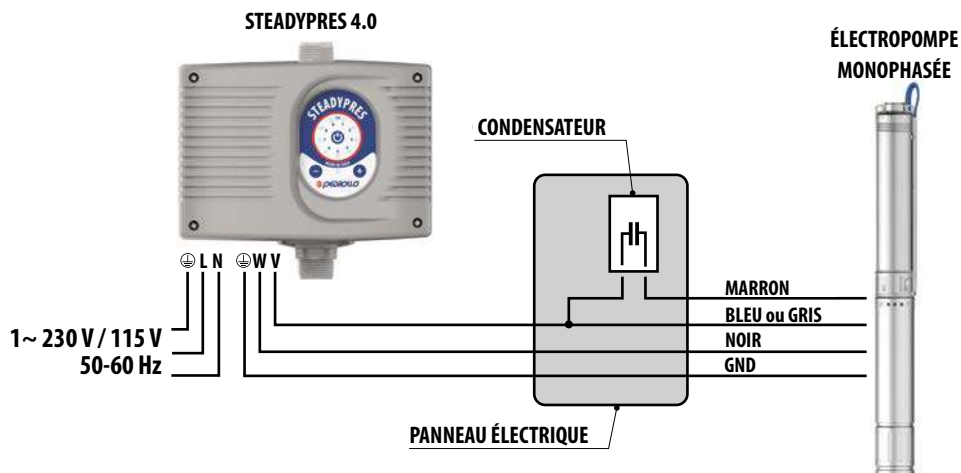 STEADYPRES 4.0
ÉLECTROPOMPE
MONOPHASÉE
STEADYPRES
PEDROLLO
CONDENSATEUR
L N
W V
1~ 230 V / 115 V
50-60 Hz
MARRON
BLEU ou GRIS
NOIR
GND
PANNEAU ÉLECTRIQUE